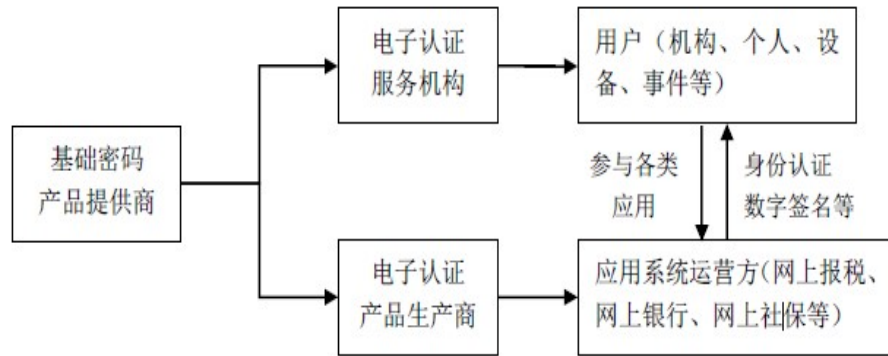 电子认证
服务机构
用户（机构、个人、设
备、事件等）
基础密码
产品提供商
参与各类
应用
身份认证
数字签名等
电子认证
产品生产商
应用系统运营方（网上报税、
网上银行、网上社保等）